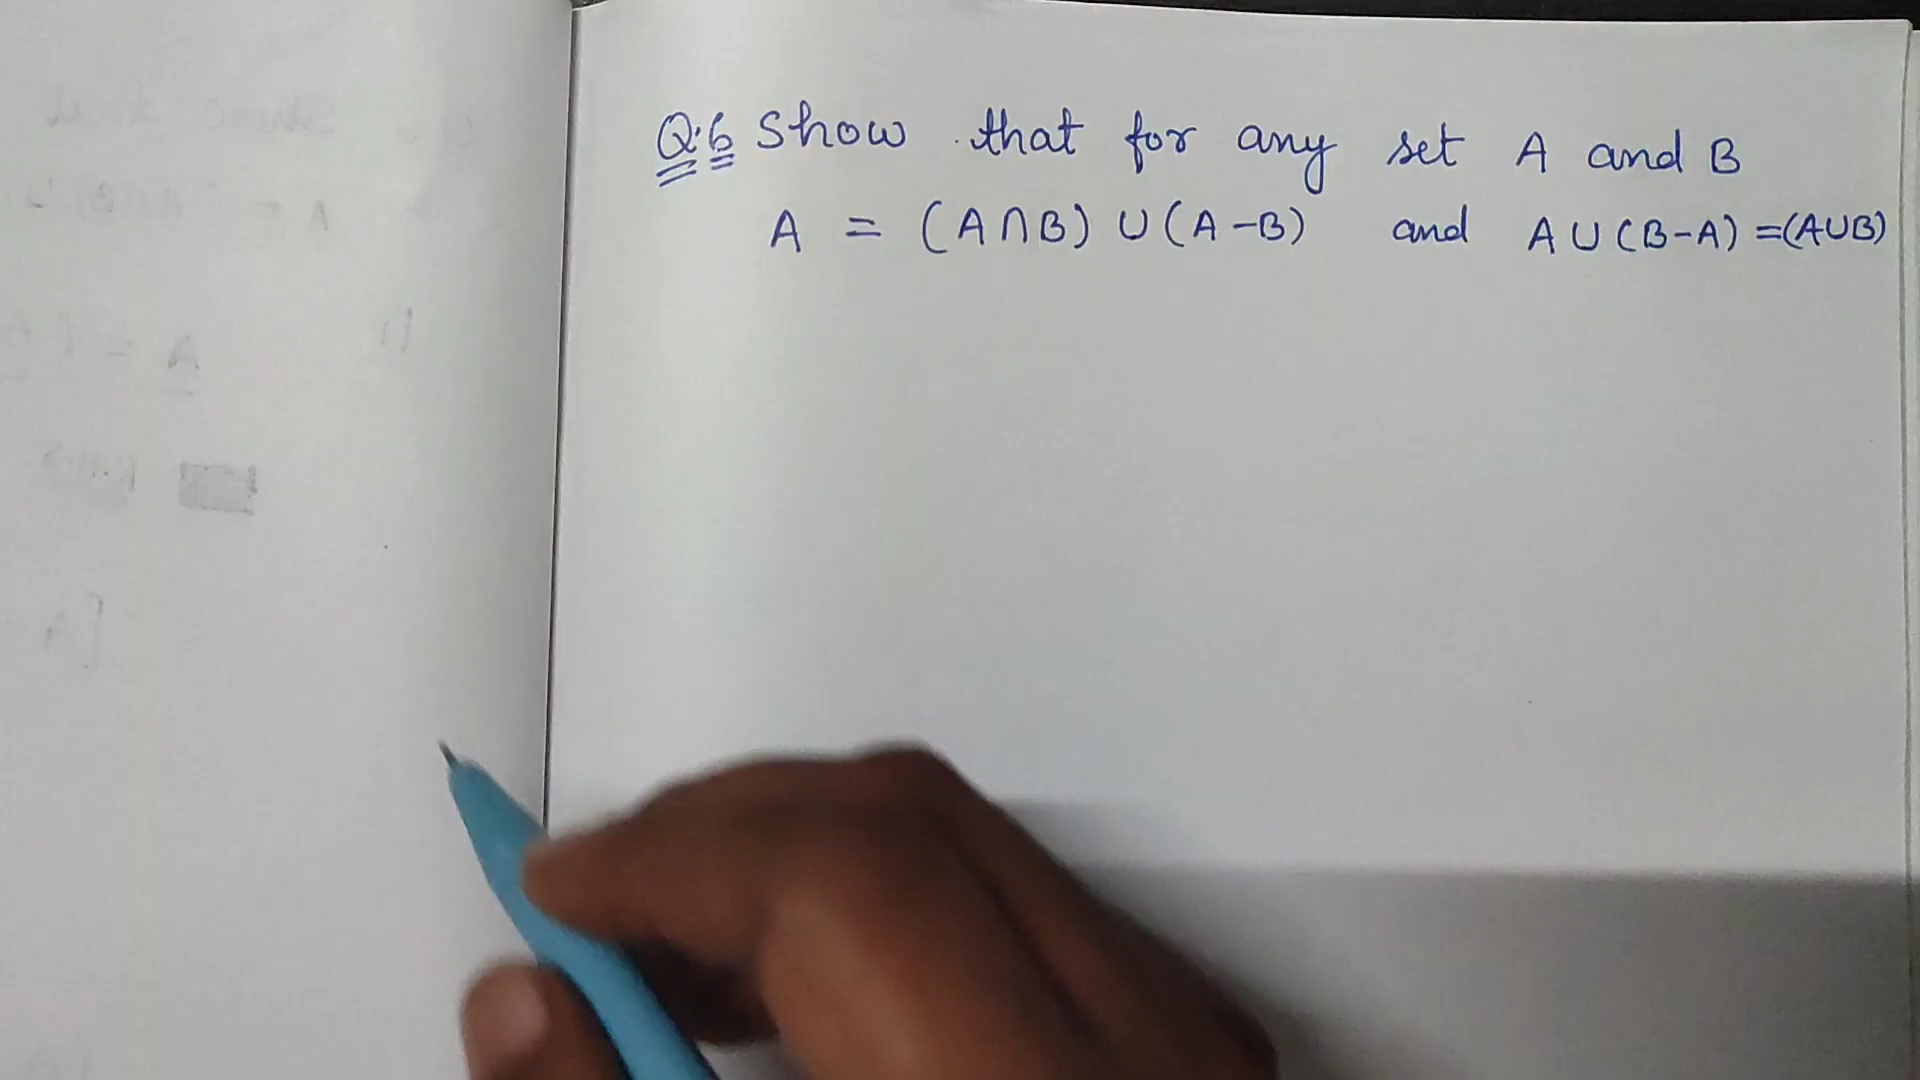 Q.6 Show that for any set A and B
A = (A∩B) ∪ (A-B) and A∪(B-A)=(A∪B)